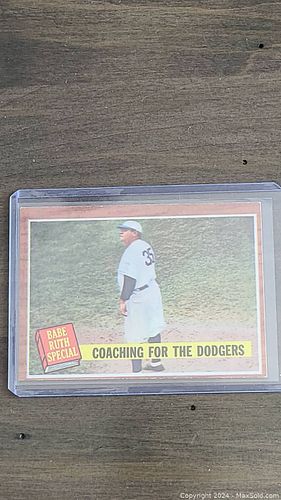 35
BABE
RUTH
SPECIAL
COACHING FOR THE DODGERS
Copyright 2024 - MaxSold.com